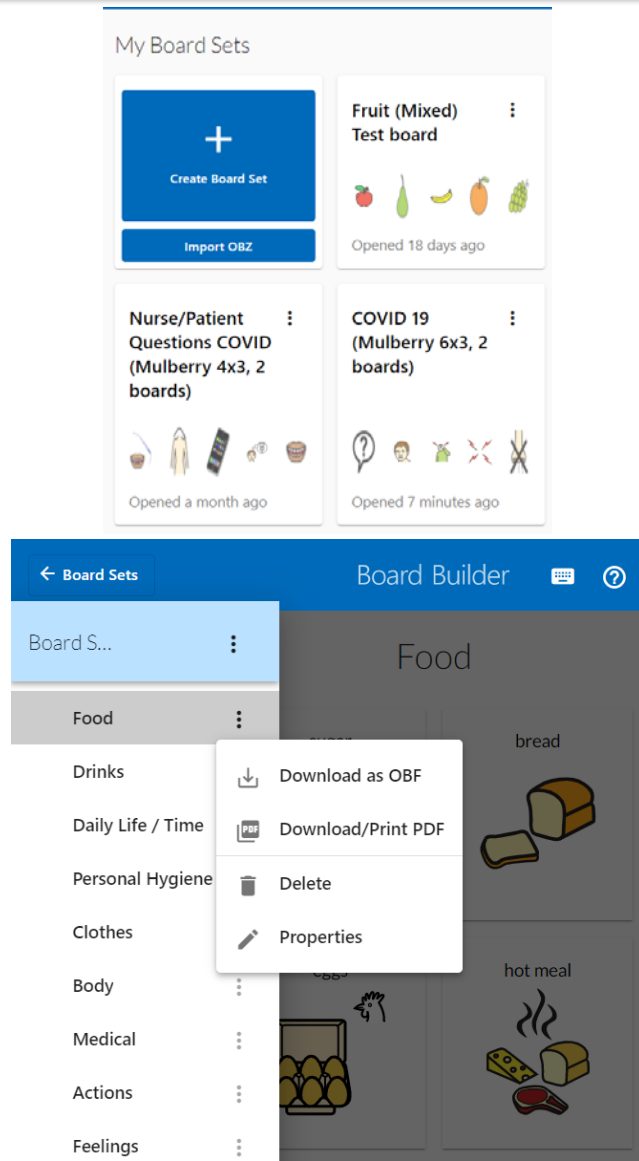 My Board Sets
Create Board Set
Import OBZ
Fruit (Mixed)
Test board
Opened 18 days ago
Nurse/Patient
Questions COVID
(Mulberry 4x3, 2
boards)
Opened a month ago
COVID 19
(Mulberry 6x3, 2
boards)
Opened 7 minutes ago
Board Sets
Board Builder
Board S...
Food
Food
Drinks
Daily Life / Time
Personal Hygiene
Clothes
Body
Medical
Actions
Feelings
Download as OBF
PDF
Download/Print PDF
Delete
Properties
bread
eggs
hot meal